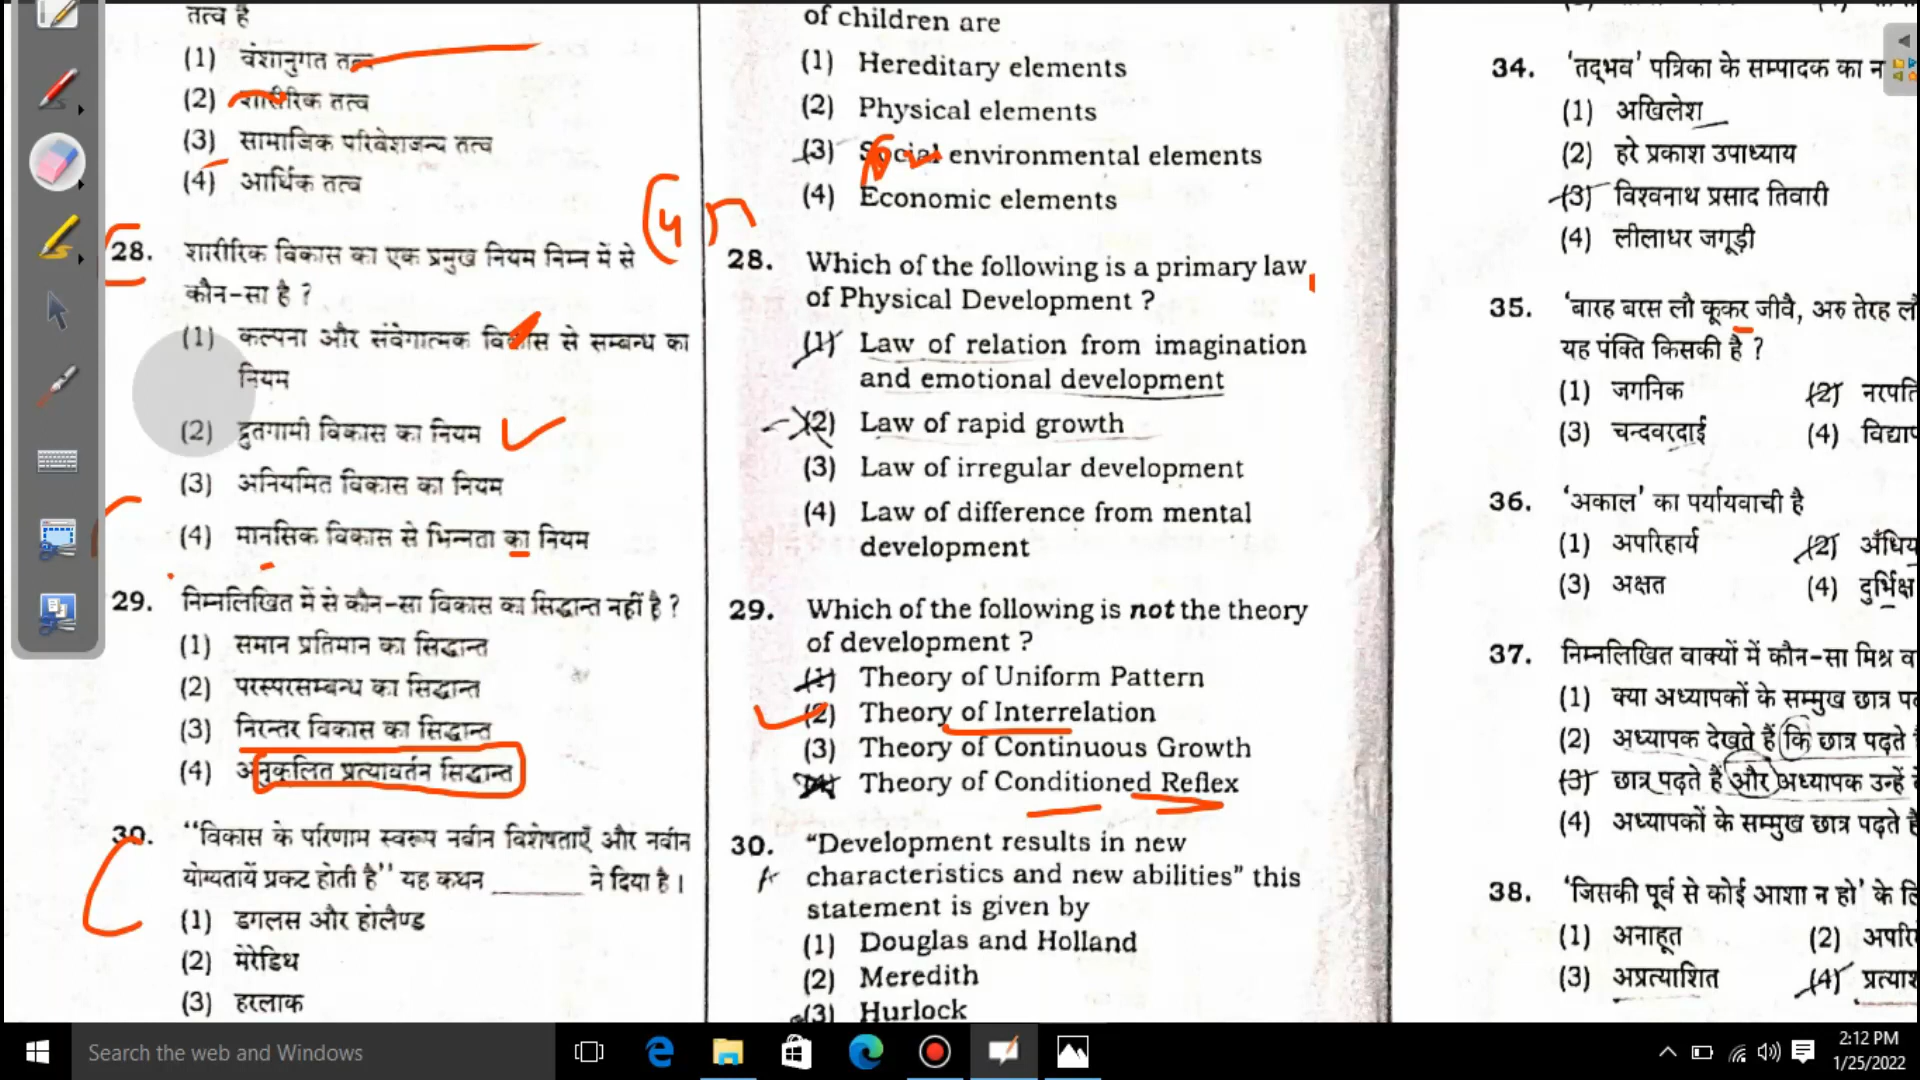 तत्व है
(1) वंशानुगत तत्व
(2) शारीरिक तत्व
(3) सामाजिक परिवेशजन्य तत्व
(4) आर्थिक तत्व
28. शारीरिक विकास का एक प्रमुख नियम निम्न में से
कौन-सा है ?
(1) कल्पना और संवेगात्मक विकास से सम्बन्ध का
नियम
(2) द्रुतगामी विकास का नियम
(3) अनियमित विकास का नियम
(4) मानसिक विकास से भिन्नता का नियम
29. निम्नलिखित में से कौन-सा विकास का सिद्धान्त नहीं है ?
(1) समान प्रतिमान का सिद्धान्त
(2) परस्परसम्बन्ध का सिद्धान्त
(3) निरन्तर विकास का सिद्धान्त
(4) अनुकूलित प्रत्यावर्तन सिद्धान्त
30. “विकास के परिणाम स्वरूप नवीन विशेषताएँ और नवीन
योग्यतायें प्रकट होती है” यह कथन ______ ने दिया है ।
(1) डगलस और होलैण्ड
(2) मेरेडिथ
(3) हरलाक
of children are
(1) Hereditary elements
(2) Physical elements
(3) Social environmental elements
(4) Economic elements
28. Which of the following is a primary law
of Physical Development ?
(1) Law of relation from imagination
and emotional development
(2) Law of rapid growth
(3) Law of irregular development
(4) Law of difference from mental
development
29. Which of the following is not the theory
of development ?
(1) Theory of Uniform Pattern
(2) Theory of Interrelation
(3) Theory of Continuous Growth
(4) Theory of Conditioned Reflex
30. “Development results in new
characteristics and new abilities” this
statement is given by
(1) Douglas and Holland
(2) Meredith
(3) Hurlock
34. ‘तद्‌भव’ पत्रिका के सम्पादक का
(1) अखिलेश
(2) हरे प्रकाश उपाध्याय
(3) विश्वनाथ प्रसाद तिवारी
(4) लीलाधर जगूड़ी
35. ‘बारह बरस लौ कूकर जीवै, अरु तेरह
यह पंक्ति किसकी है ?
(1) जगनिक (2)
(3) चन्दवरदाई (4)
36. ‘अकाल’ का पर्यायवाची है
(1) अपरिहार्य (2)
(3) अक्षत (4) दुर्भिक्ष
37. निम्नलिखित वाक्यों में कौन-सा मिश्र
(1) क्या अध्यापकों के सम्मुख छात्र
(2) अध्यापक देखते हैं कि छात्र पढ़ते
(3) छात्र पढ़ते हैं और अध्यापक उन्हें
(4) अध्यापकों के सम्मुख छात्र पढ़ते
38. ‘जिसकी पूर्व से कोई आशा न हो’ के
(1) अनाहूत (2)
(3) अप्रत्याशित (4)
Search the web and Windows
2:12 PM
1/25/2022